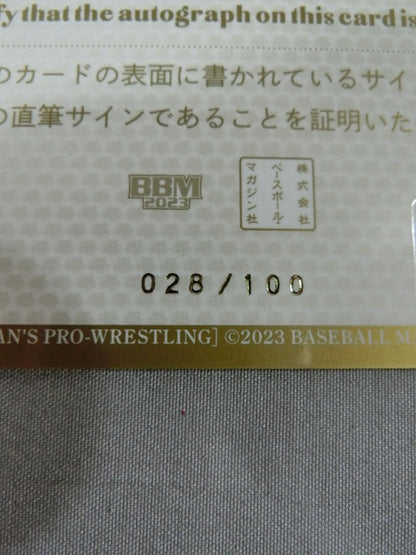 that the autograph on this card is
のカードの表面に書かれているサイ
の直筆サインであることを証明いた
BBM
2023
株式会社
ベースボール・
マガジン社
028/100
AN'S PRO-WRESTLING] ©2023 BASEBALL M